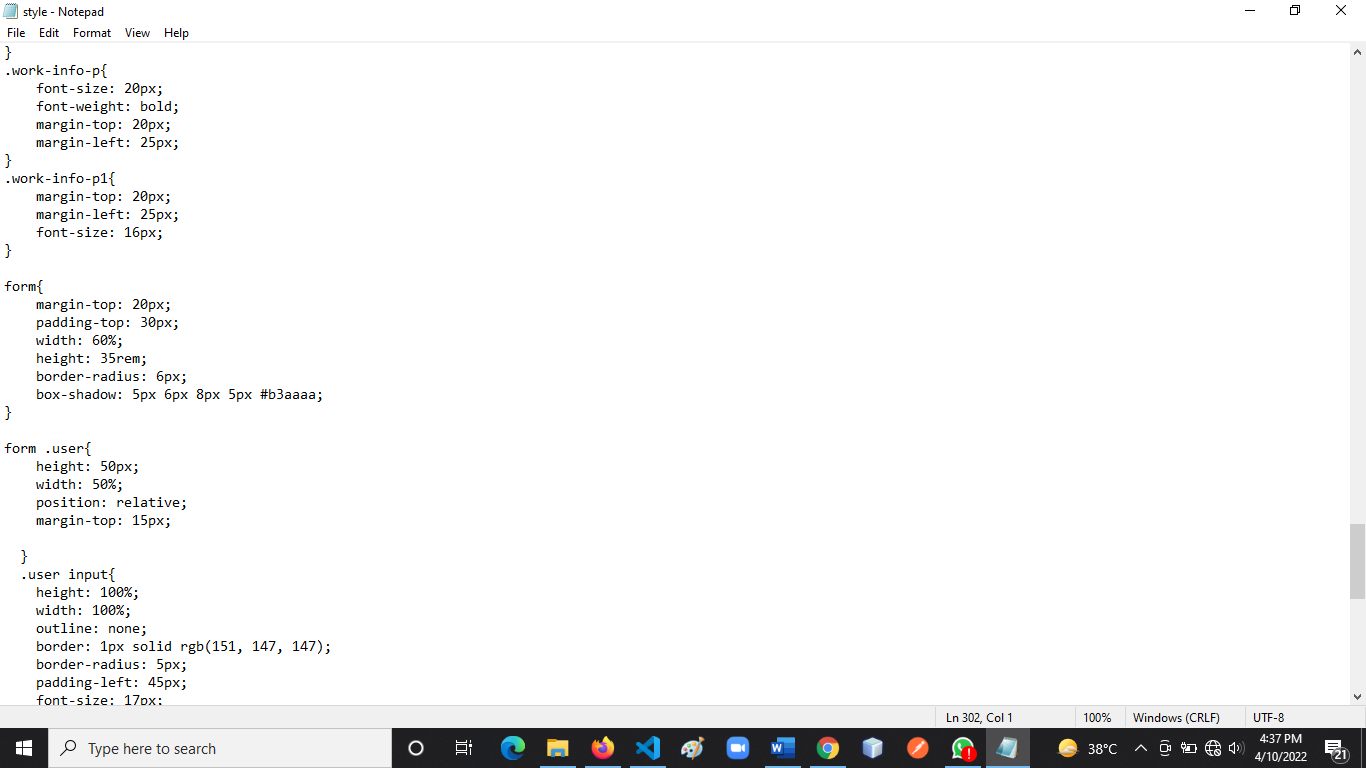 style - Notepad
File Edit Format View Help
}
.work-info-p{
    font-size: 20px;
    font-weight: bold;
    margin-top: 20px;
    margin-left: 25px;
}
.work-info-p1{
    margin-top: 20px;
    margin-left: 25px;
    font-size: 16px;
}

form{
    margin-top: 20px;
    padding-top: 30px;
    width: 60%;
    height: 35rem;
    border-radius: 6px;
    box-shadow: 5px 6px 8px 5px #b3aaaa;
}

form .user{
    height: 50px;
    width: 50%;
    position: relative;
    margin-top: 15px;

  }
  .user input{
    height: 100%;
    width: 100%;
    outline: none;
    border: 1px solid rgb(151, 147, 147);
    border-radius: 5px;
    padding-left: 45px;
    font-size: 17px;
Ln 302, Col 1 100% Windows (CRLF) UTF-8
Type here to search W 38°C 4:37 PM
4/10/2022 21